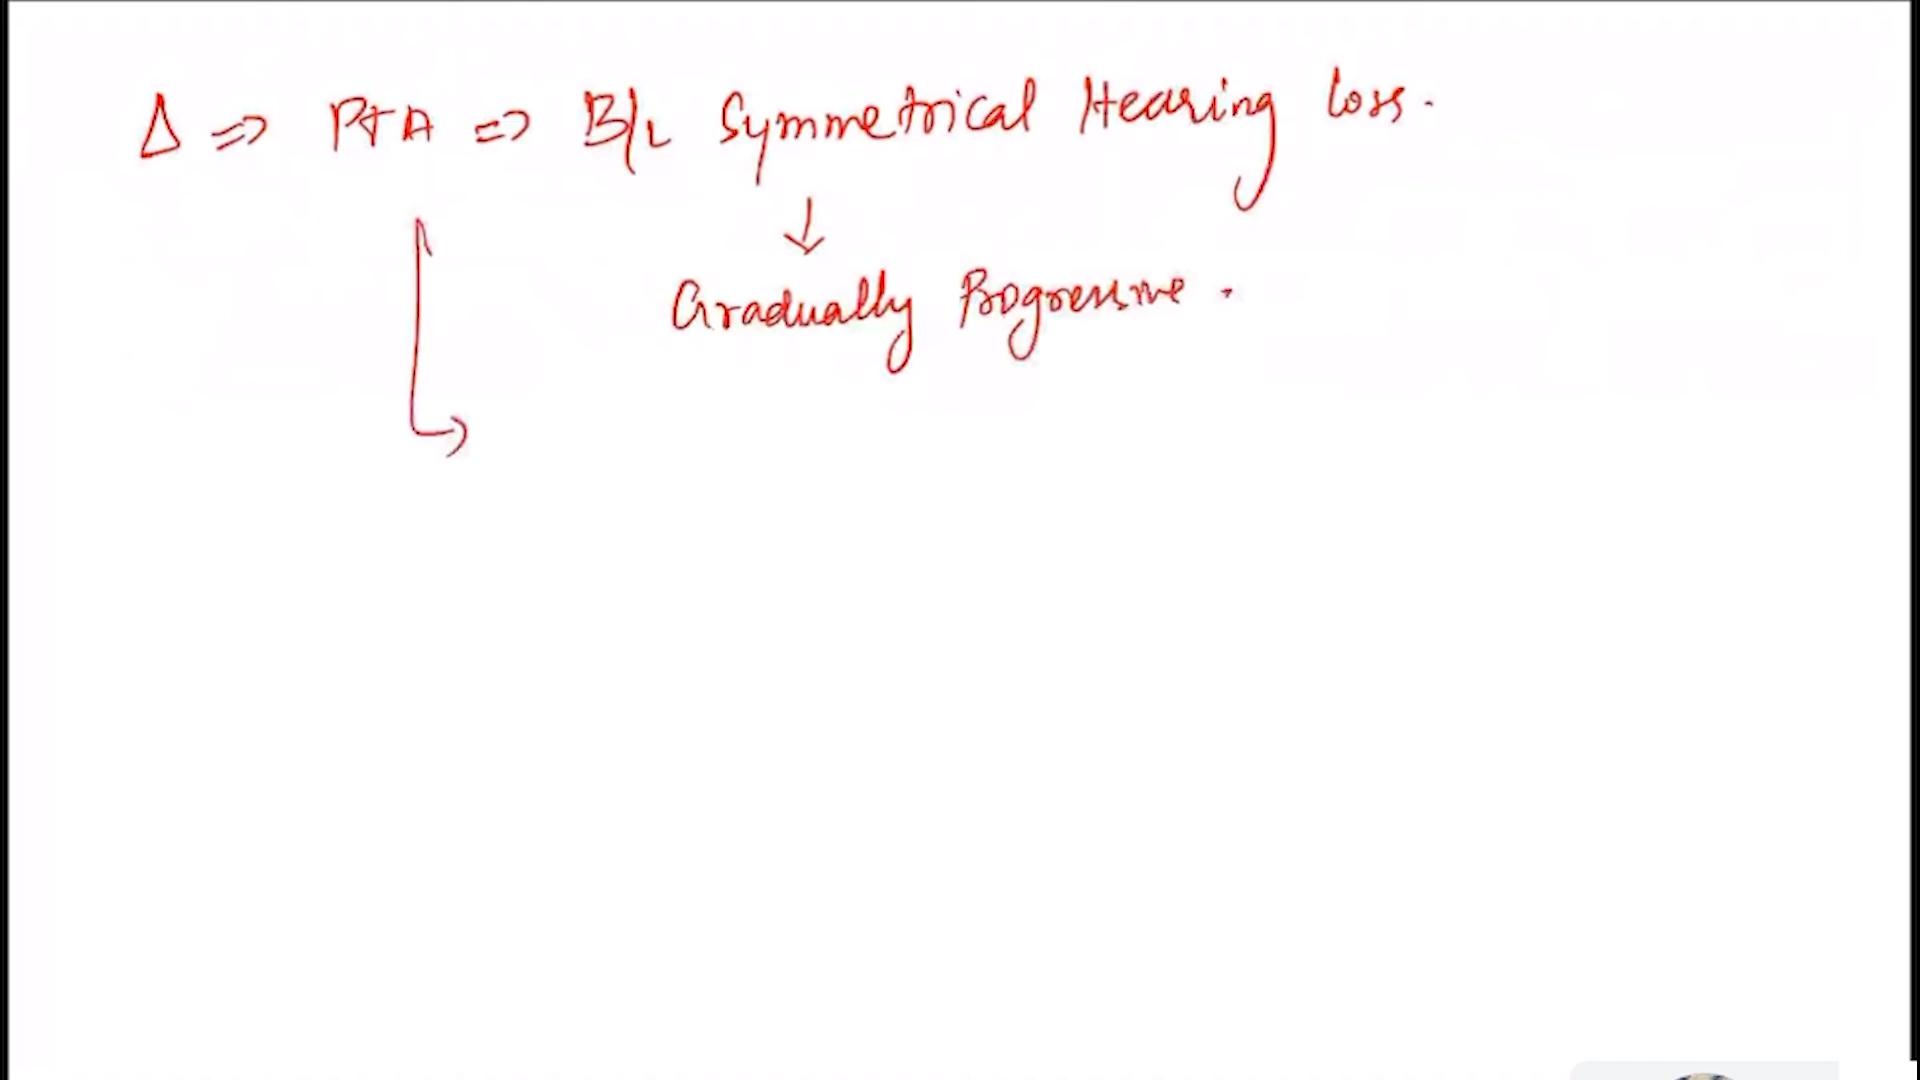 Δ => PTA => B/L Symmetrical Hearing loss.
↓
Gradually Progressive.